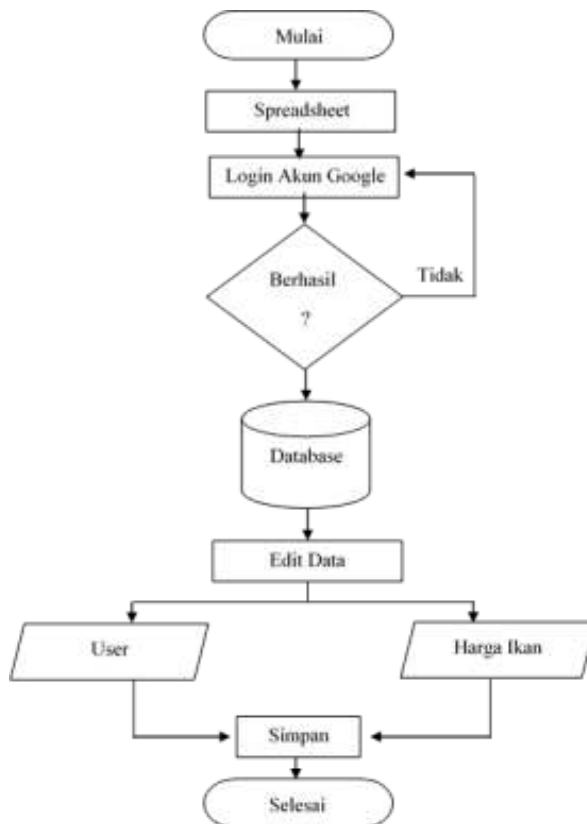 Mulai
Spreadsheet
Login Akun Google
Berhasil
?
Tidak
Database
Edit Data
User
Harga Ikan
Simpan
Selesai